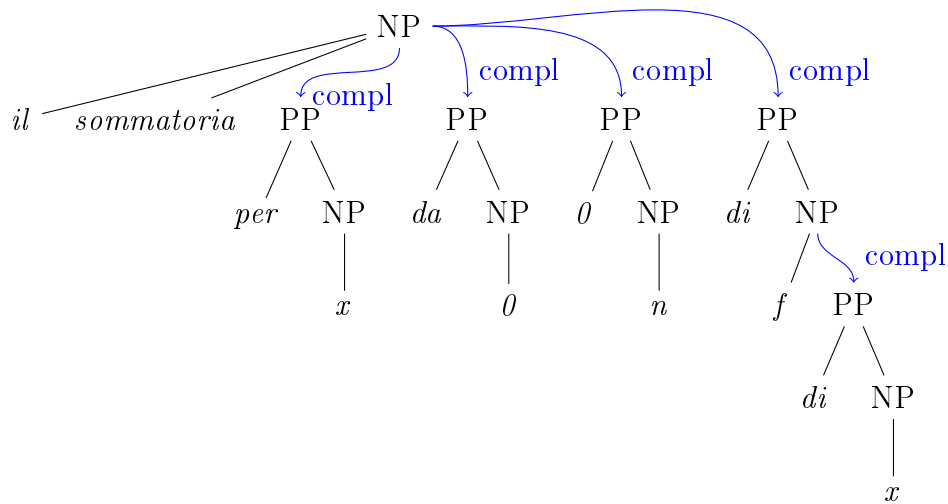 NP
compl compl compl
compl
il sommatoria PP PP PP PP
per NP da NP 0 NP di NP
compl
x 0 n f PP
di NP
x